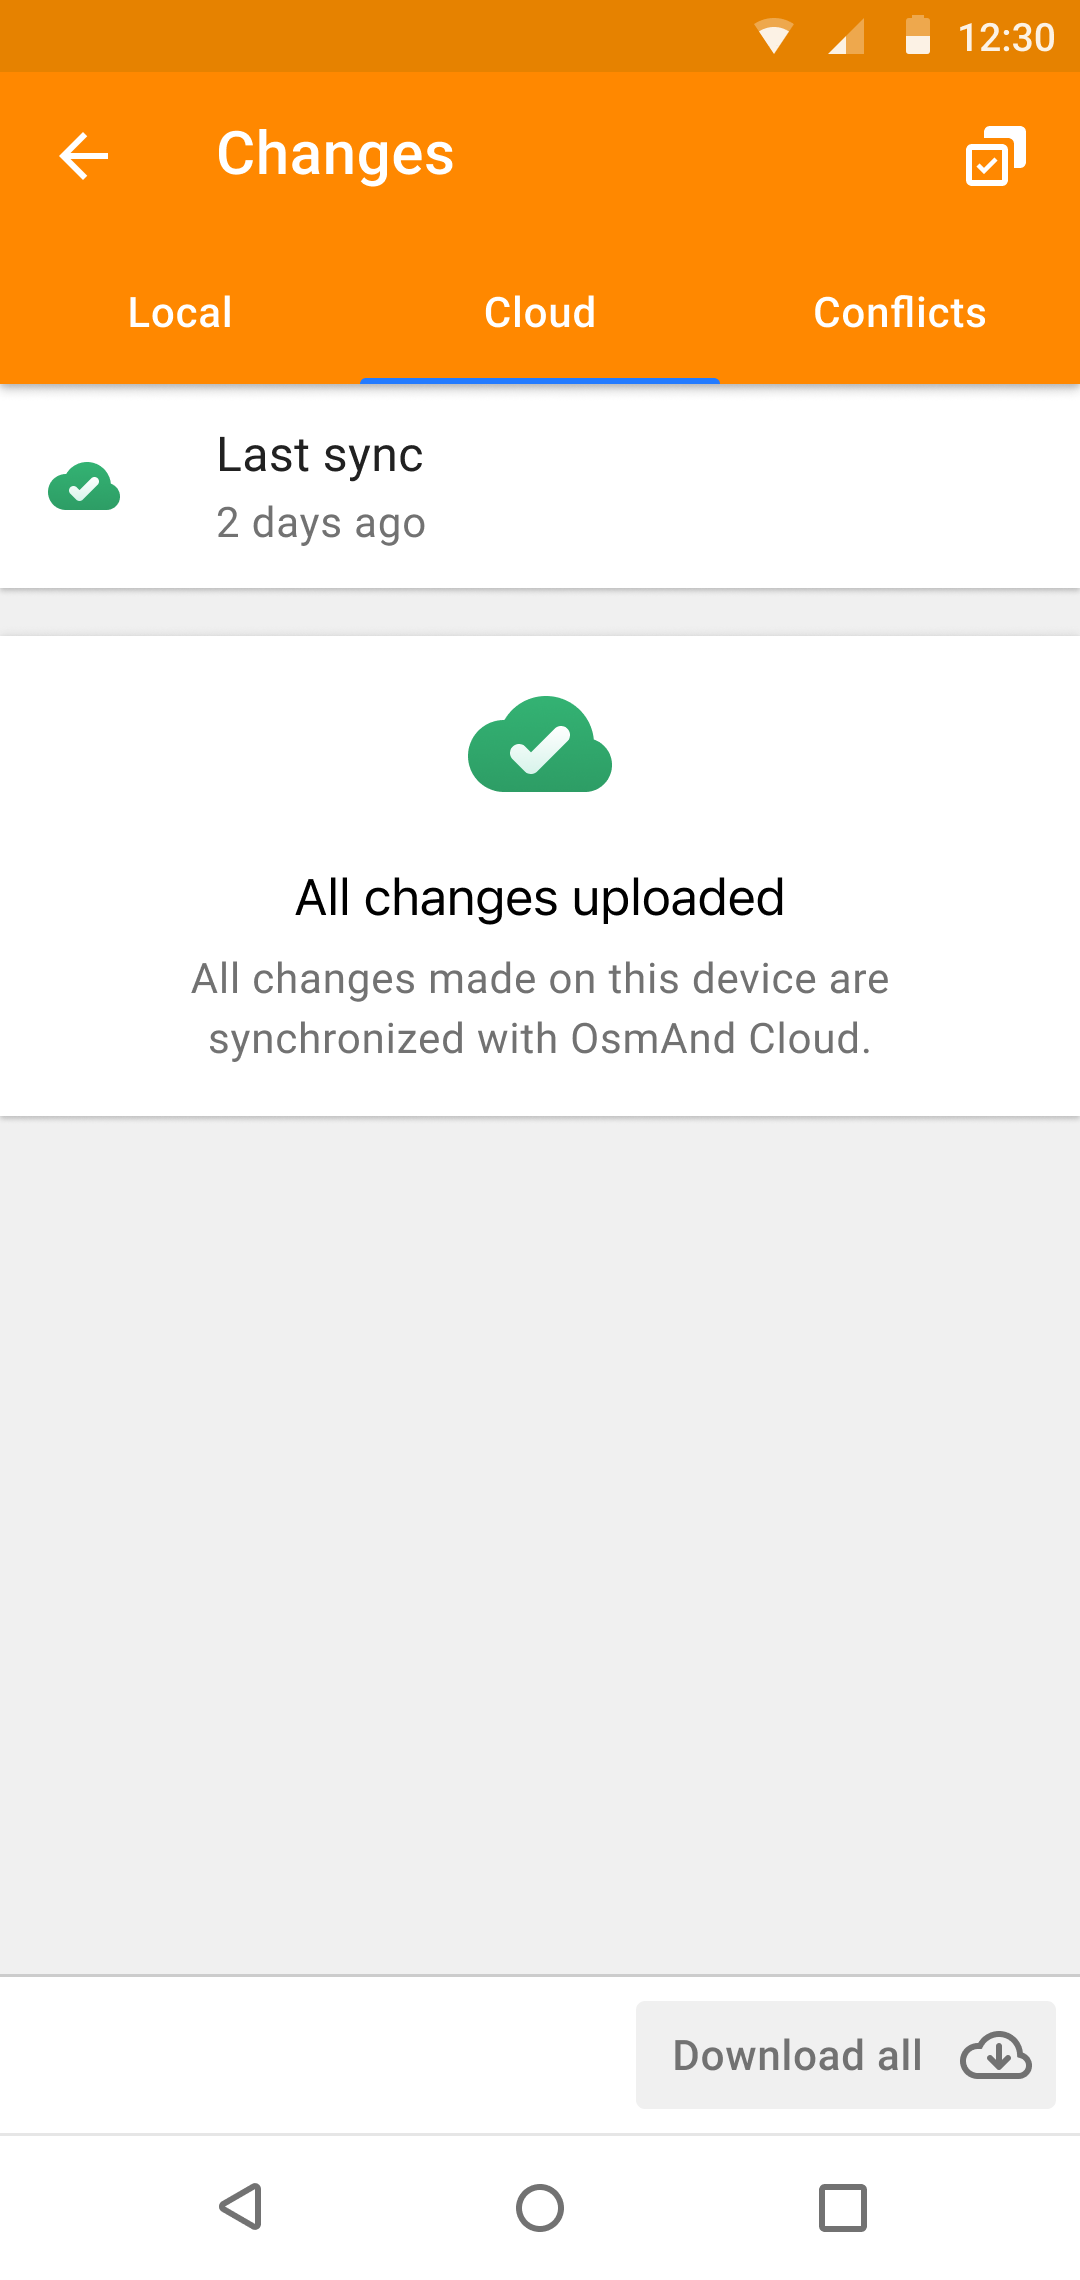 12:30
Changes
Local
Cloud
Conflicts
Last sync
2 days ago
All changes uploaded
All changes made on this device are
synchronized with OsmAnd Cloud.
Download all